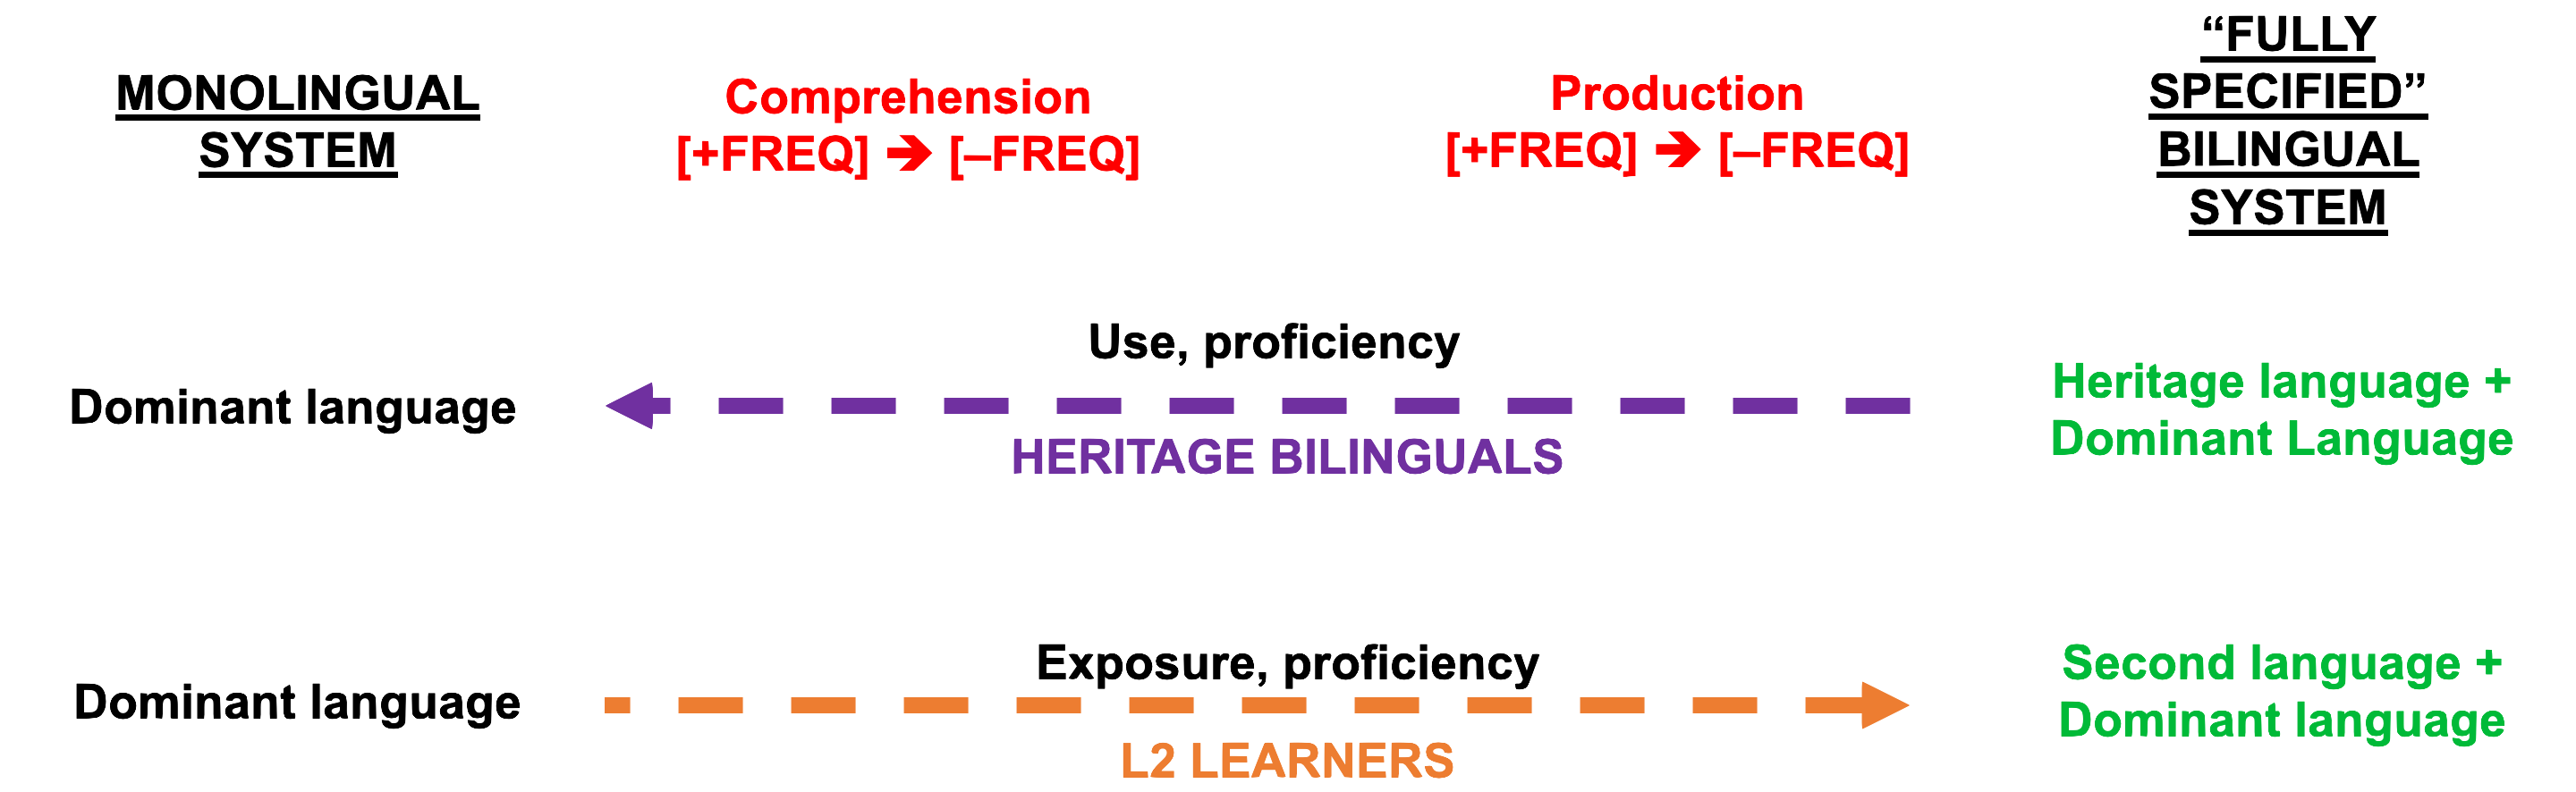 MONOLINGUAL
SYSTEM
Comprehension
[+FREQ] ➔ [–FREQ]
Production
[+FREQ] ➔ [–FREQ]
“FULLY
SPECIFIED”
BILINGUAL
SYSTEM
Dominant language
Use, proficiency
HERITAGE BILINGUALS
Heritage language +
Dominant Language
Dominant language
Exposure, proficiency
L2 LEARNERS
Second language +
Dominant language